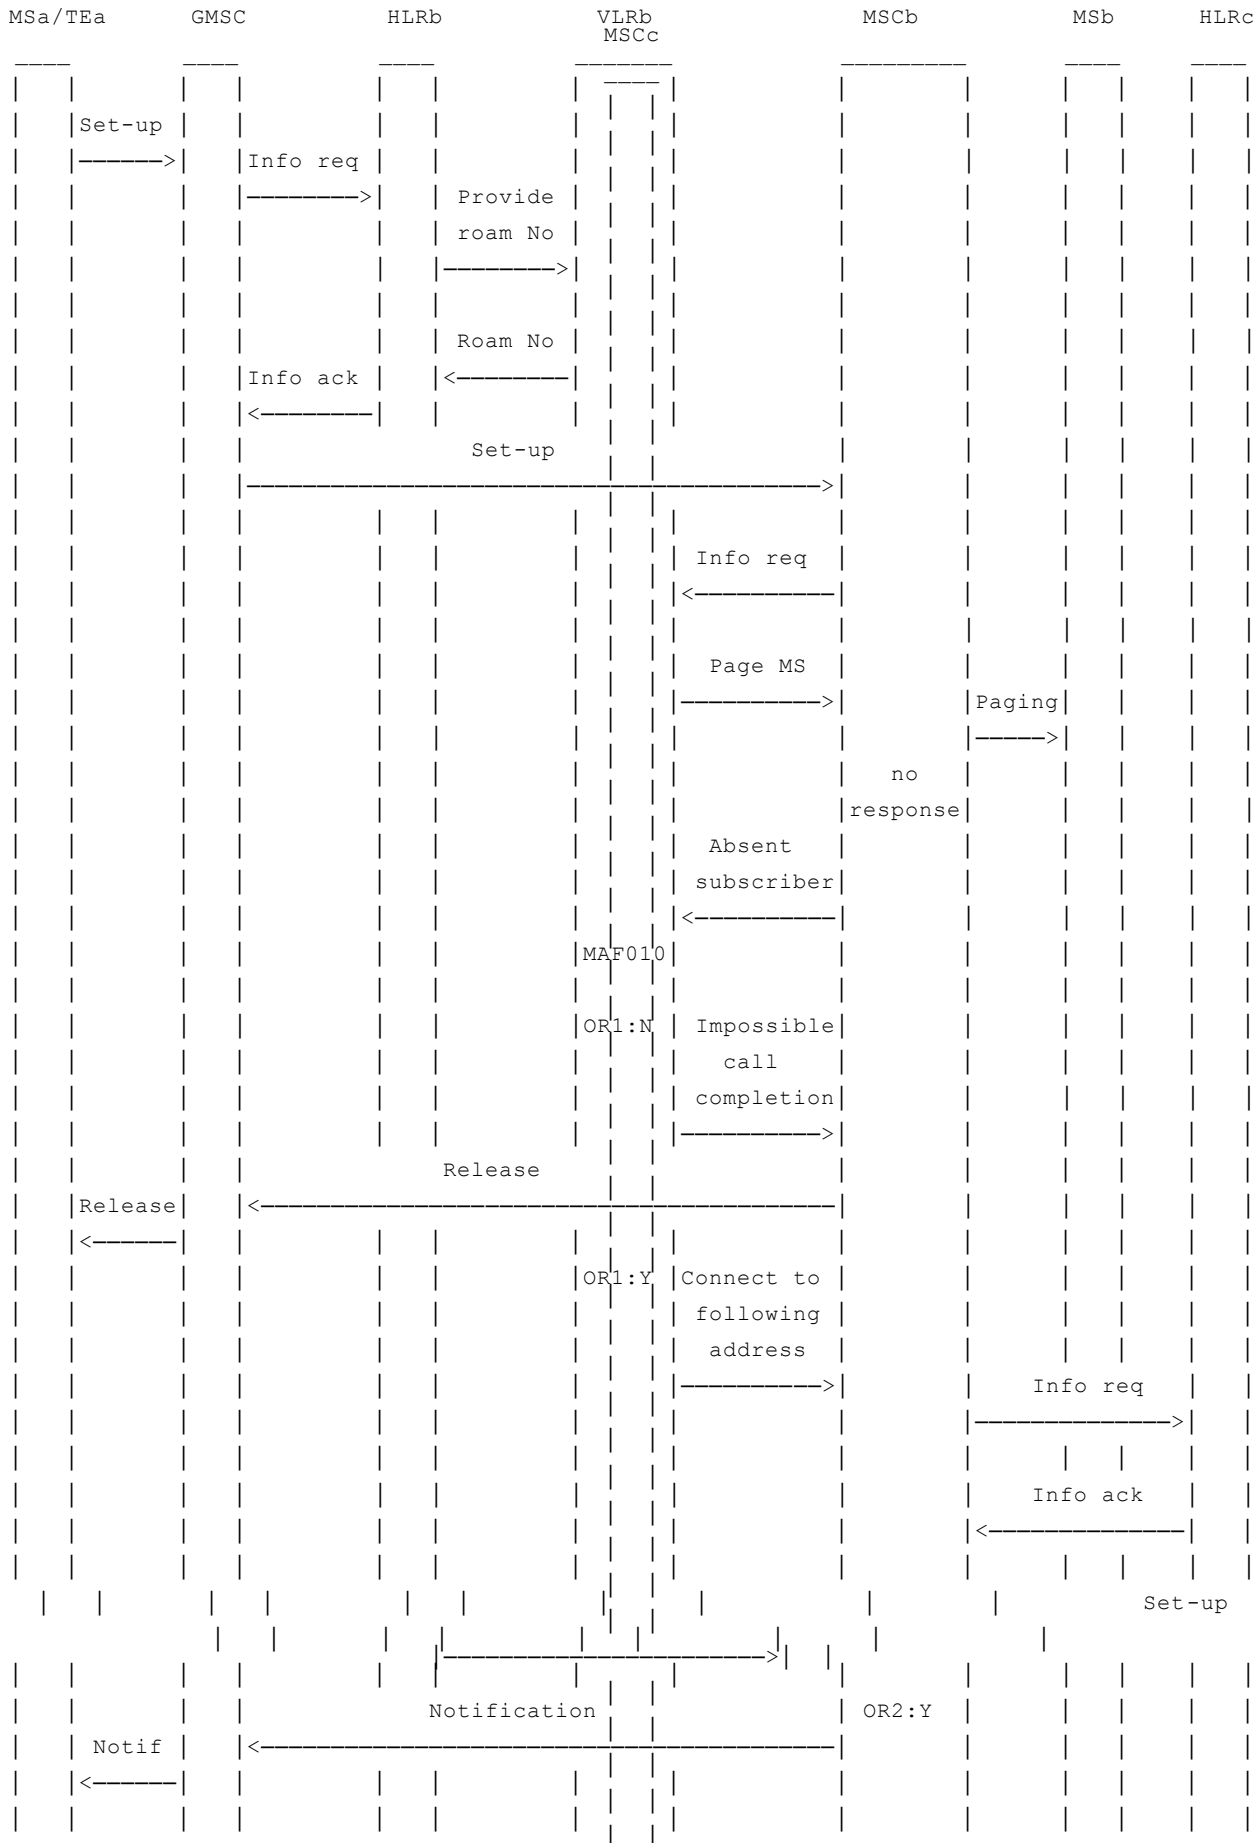 MSa/TEa GMSC HLRb VLRb MSCb MSb HLRc
MSCc
Set-up
Info req
Provide
roam No
Roam No
Info ack
Set-up
Info req
Page MS
Paging
no
response
Absent
subscriber
MAF010
OR1:N Impossible
call
completion
Release
Release
OR1:Y Connect to
following
address
Info req
Info ack
Set-up
Notification OR2:Y
Notif